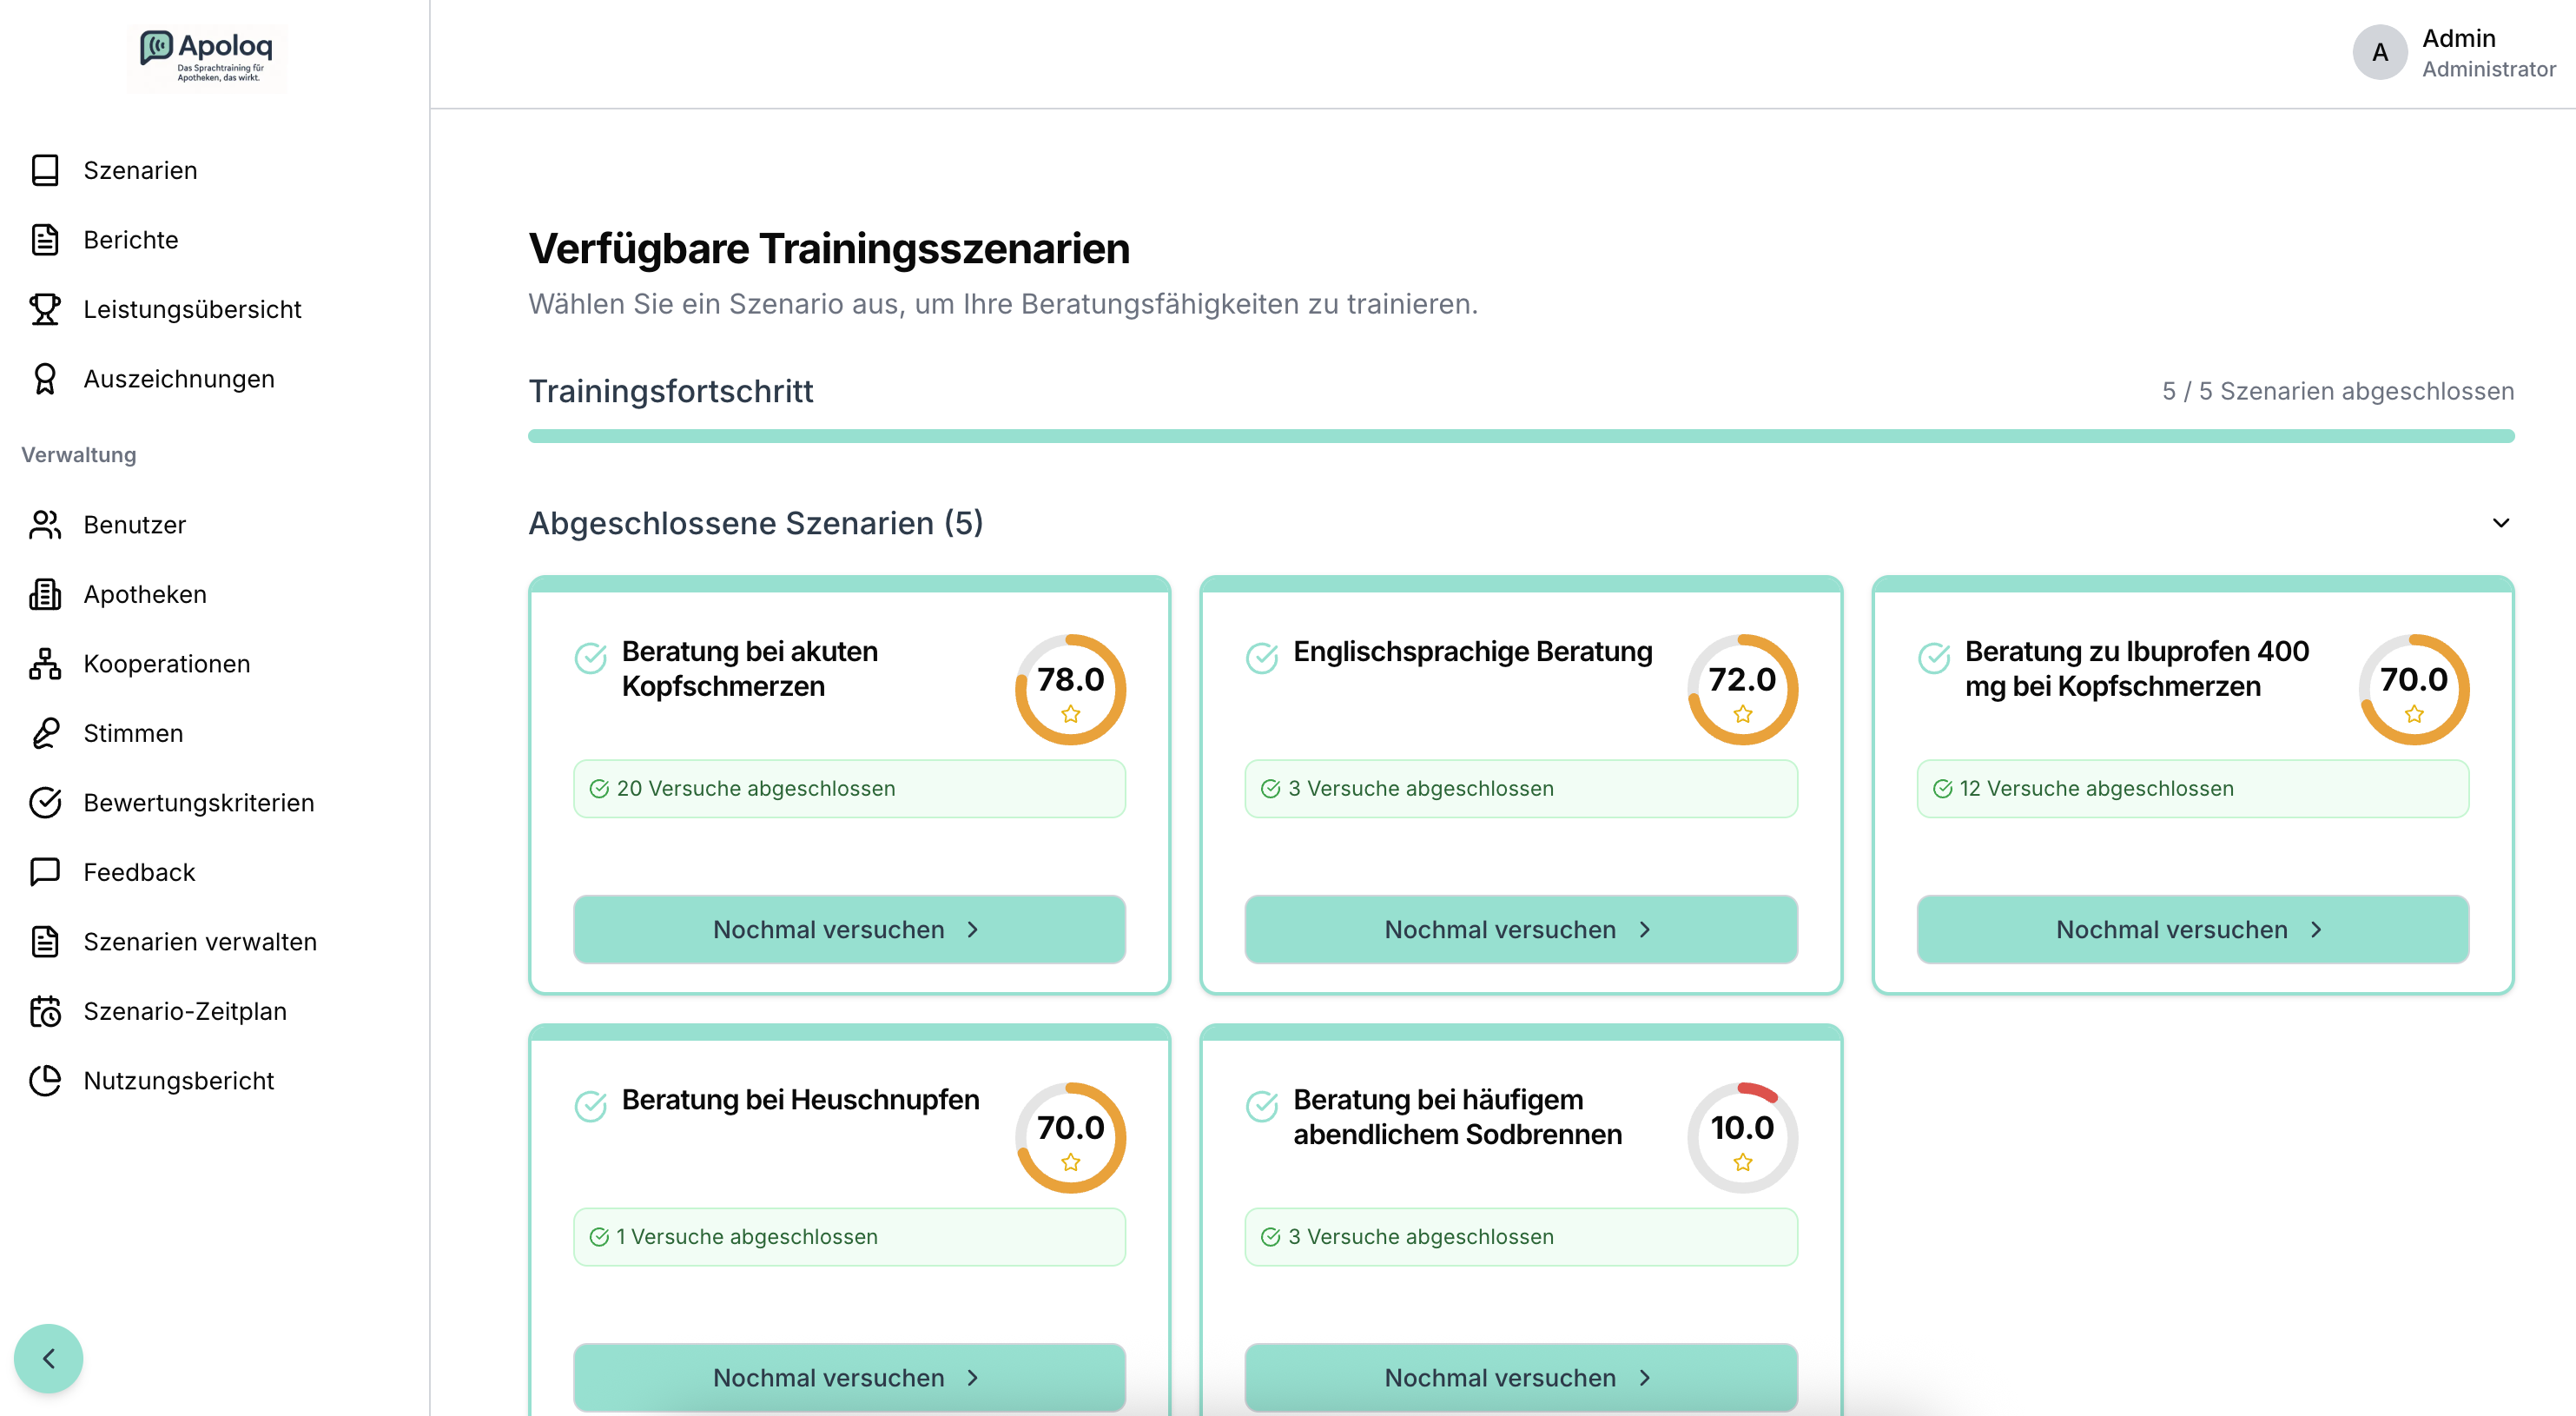 Apoloq
Das Sprachtraining für
Apotheken, das wirkt.
A
Admin
Administrator
Szenarien
Berichte
Leistungsübersicht
Auszeichnungen
Verwaltung
Benutzer
Apotheken
Kooperationen
Stimmen
Bewertungskriterien
Feedback
Szenarien verwalten
Szenario-Zeitplan
Nutzungsbericht
Verfügbare Trainingsszenarien
Wählen Sie ein Szenario aus, um Ihre Beratungsfähigkeiten zu trainieren.
Trainingsfortschritt
5 / 5 Szenarien abgeschlossen
Abgeschlossene Szenarien (5)
Beratung bei akuten
Kopfschmerzen
78.0
20 Versuche abgeschlossen
Nochmal versuchen
Englischsprachige Beratung
72.0
3 Versuche abgeschlossen
Nochmal versuchen
Beratung zu Ibuprofen 400
mg bei Kopfschmerzen
70.0
12 Versuche abgeschlossen
Nochmal versuchen
Beratung bei Heuschnupfen
70.0
1 Versuche abgeschlossen
Nochmal versuchen
Beratung bei häufigem
abendlichem Sodbrennen
10.0
3 Versuche abgeschlossen
Nochmal versuchen